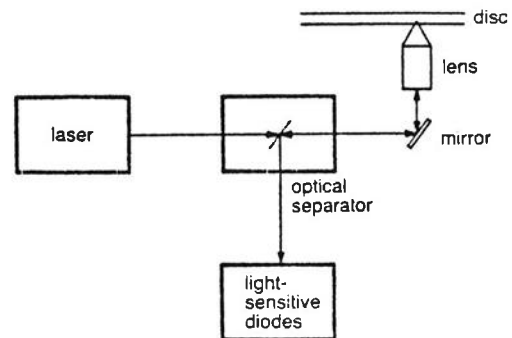 disc
lens
laser
mirror
optical
separator
light-
sensitive
diodes